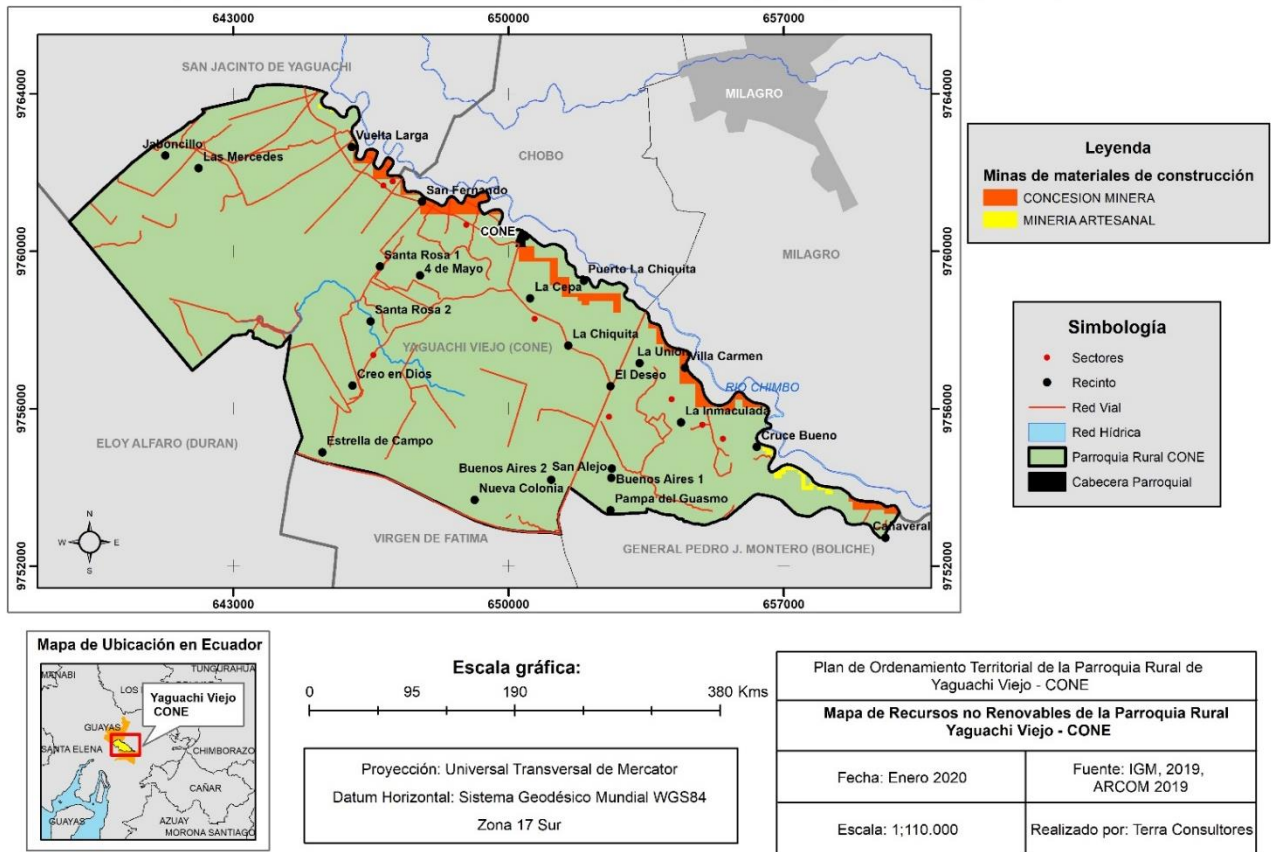 643000
650000
657000
9764000
9764000
9760000
9760000
9756000
9756000
9752000
9752000
SAN JACINTO DE YAGUACHI
MILAGRO
Vuelta Larga
Jaboncillo
Las Mercedes
CHOBO
San Fernando
CONE
MILAGRO
Santa Rosa 1
4 de Mayo
Puerto La Chiquita
La Cepa
Santa Rosa 2
La Chiquita
YAGUACHI VIEJO (CONE)
La Union
Villa Carmen
Creo en Dios
El Deseo
RIO CHIMBO
La Inmaculada
ELOY ALFARO (DURAN)
Estrella de Campo
Cruce Bueno
Buenos Aires 2
San Alejo
Buenos Aires 1
Nueva Colonia
Pampa del Guasmo
VIRGEN DE FATIMA
GENERAL PEDRO J. MONTERO (BOLICHE)
Cañaveral
N
W
E
S
643000
650000
657000
Leyenda
Minas de materiales de construcción
CONCESION MINERA
MINERIA ARTESANAL
Simbología
Sectores
Recinto
Red Vial
Red Hídrica
Parroquia Rural CONE
Cabecera Parroquial
Mapa de Ubicación en Ecuador
MANABI
TUNGURAHUA
LOS
Yaguachi Viejo
CONE
GUAYAS
SANTA ELENA
CHIMBORAZO
CAÑAR
GUAYAS
AZUAY
MORONA SANTIAGO
Escala gráfica:
0 95 190 380 Kms
Proyección: Universal Transversal de Mercator
Datum Horizontal: Sistema Geodésico Mundial WGS84
Zona 17 Sur
Plan de Ordenamiento Territorial de la Parroquia Rural de
Yaguachi Viejo - CONE
Mapa de Recursos no Renovables de la Parroquia Rural
Yaguachi Viejo - CONE
Fecha: Enero 2020
Fuente: IGM, 2019,
ARCOM 2019
Escala: 1;110.000
Realizado por: Terra Consultores